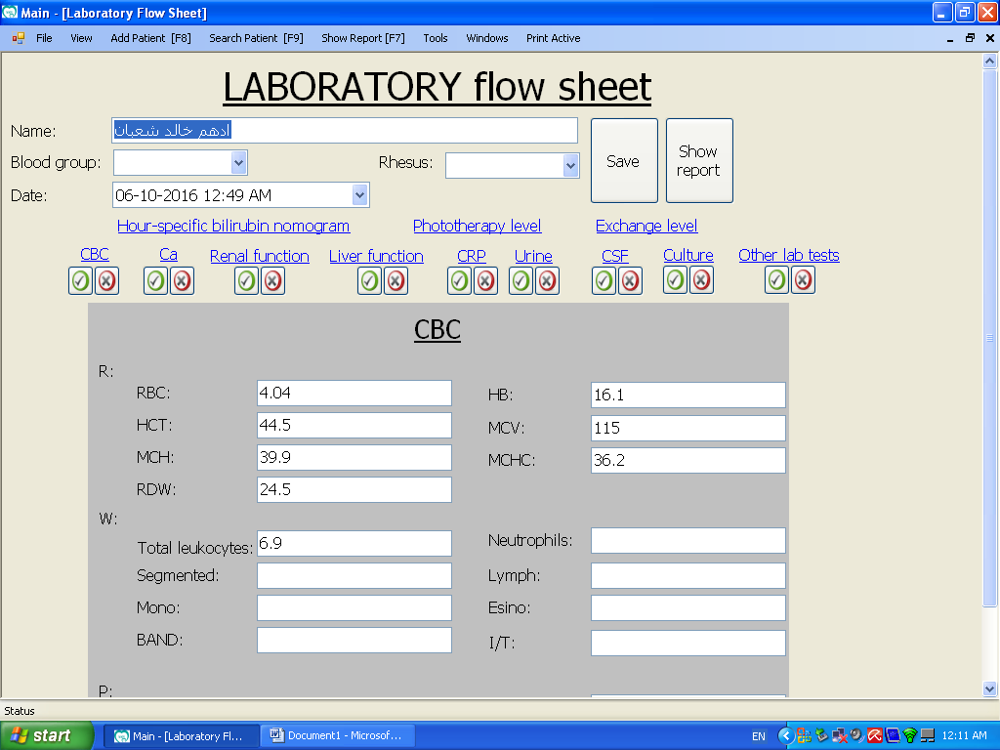 Main - [Laboratory Flow Sheet]
File View Add Patient [F8] Search Patient [F9] Show Report [F7] Tools Windows Print Active
LABORATORY flow sheet
Name: ادهم خالد شعبان
Save
Show report
Blood group: Rhesus:
Date: 06-10-2016 12:49 AM
Hour-specific bilirubin nomogram Phototherapy level Exchange level
CBC Ca Renal function Liver function CRP Urine CSF Culture Other lab tests
CBC
R:
RBC: 4.04 HB: 16.1
HCT: 44.5 MCV: 115
MCH: 39.9 MCHC: 36.2
RDW: 24.5
W:
Total leukocytes: 6.9 Neutrophils:
Segmented: Lymph:
Mono: Esino:
BAND: I/T:
P:
Status
start Main - [Laboratory Fl... Document1 - Microsof... EN 12:11 AM